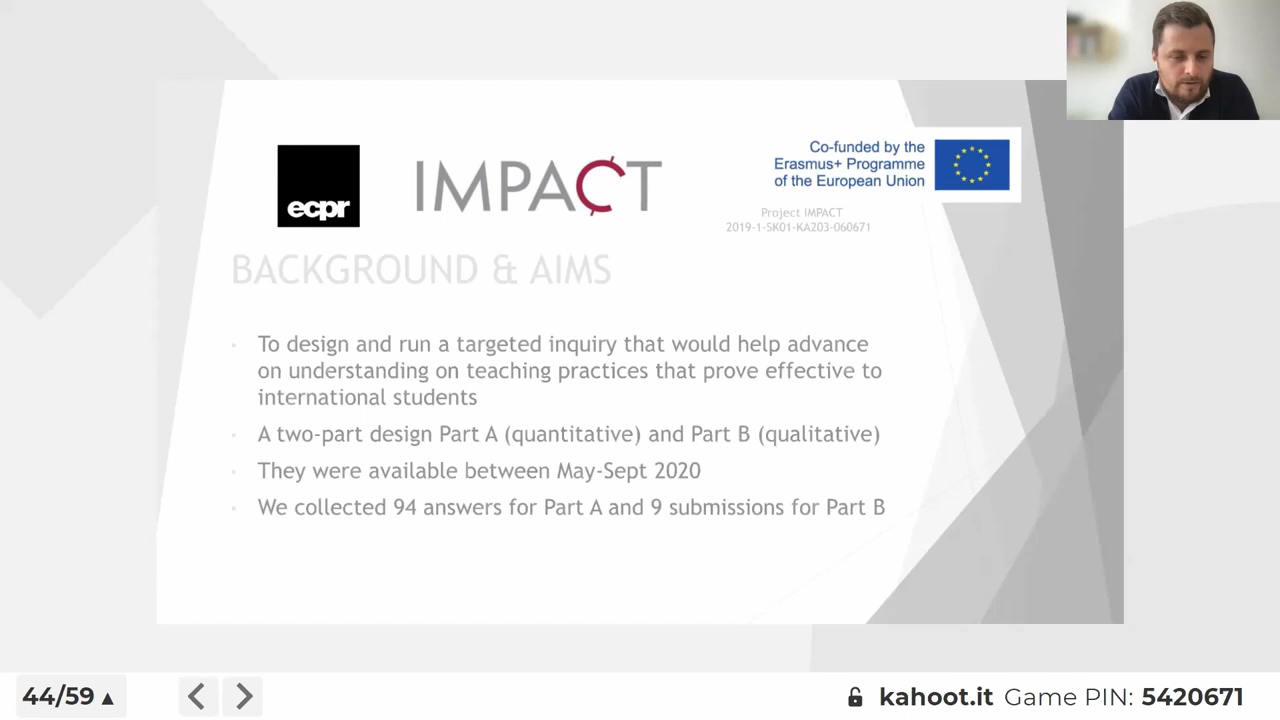 ecpr
IMPACT
Co-funded by the
Erasmus+ Programme
of the European Union
Project IMPACT
2019-1-SK01-KA203-060671
BACKGROUND & AIMS
To design and run a targeted inquiry that would help advance
on understanding on teaching practices that prove effective to
international students
A two-part design Part A (quantitative) and Part B (qualitative)
They were available between May-Sept 2020
We collected 94 answers for Part A and 9 submissions for Part B
44/59 ▲
kahoot.it Game PIN: 5420671